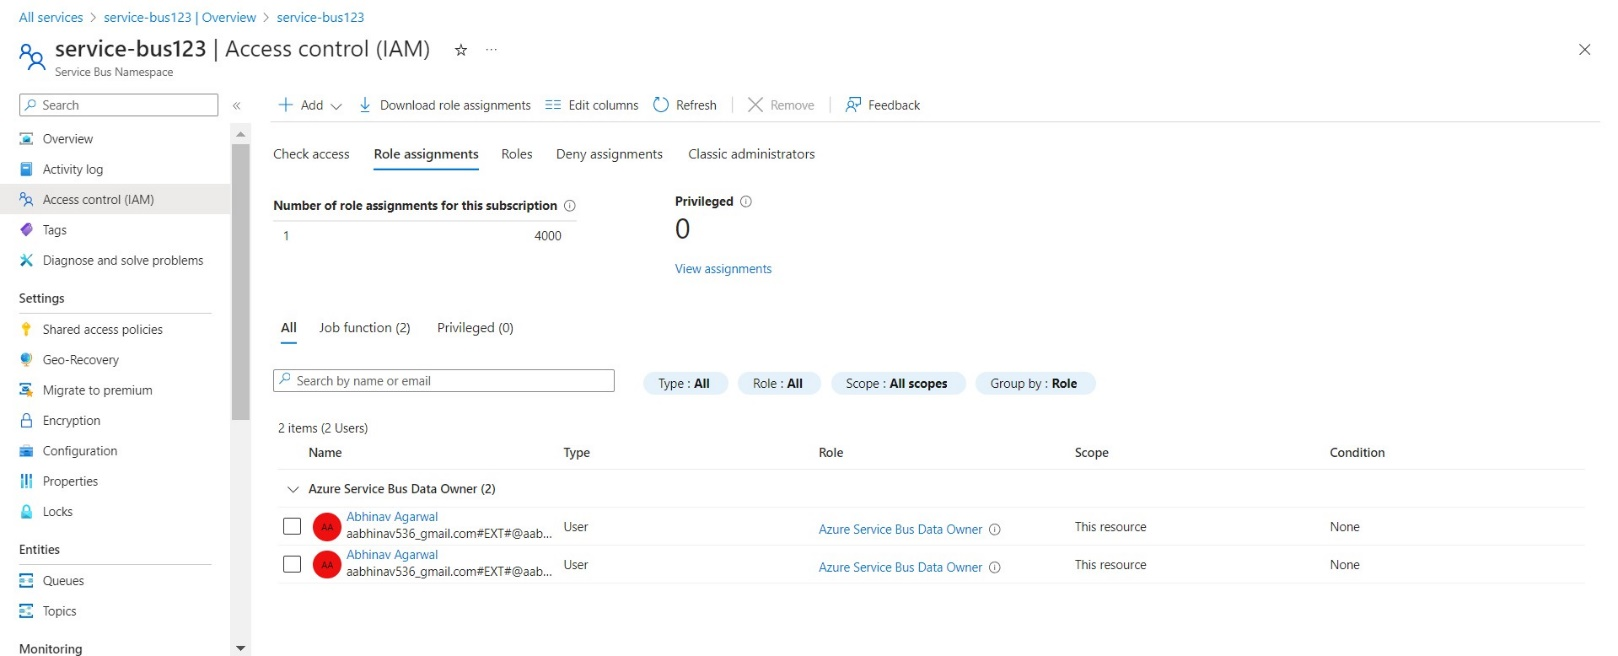 All services > service-bus123 | Overview > service-bus123
service-bus123 | Access control (IAM)
Service Bus Namespace
Search
Overview
Activity log
Access control (IAM)
Tags
Diagnose and solve problems
Settings
Shared access policies
Geo-Recovery
Migrate to premium
Encryption
Configuration
Properties
Locks
Entities
Queues
Topics
Monitoring
Add Download role assignments Edit columns Refresh Remove Feedback
Check access Role assignments Roles Deny assignments Classic administrators
Number of role assignments for this subscription
1 4000
Privileged
0
View assignments
All Job function (2) Privileged (0)
Search by name or email
Type : All Role : All Scope : All scopes Group by : Role
2 items (2 Users)
Name Type Role Scope Condition
Azure Service Bus Data Owner (2)
AA Abhinav Agarwal
aabhinav536_gmail.com#EXT#@aab... User Azure Service Bus Data Owner This resource None
AA Abhinav Agarwal
aabhinav536_gmail.com#EXT#@aab... User Azure Service Bus Data Owner This resource None